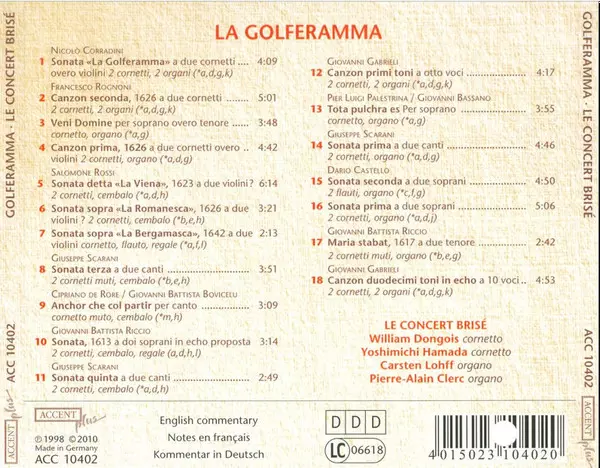 GOLFERAMMA · LE CONCERT BRISÉ
ACC 10402
ACCENT plus
LA GOLFERAMMA
NICOLÒ CORRADINI
1 Sonata «La Golferamma» a due cornetti .... 4:09
overo violini 2 cornetti, 2 organi (*a,d,g,k)
FRANCESCO ROGNONI
2 Canzon seconda, 1626 a due cornetti ....... 5:01
2 cornetti, 2 organi (*a,g,k)
3 Veni Domine per soprano overo tenore ...... 3:48
cornetto, organo (*a,g)
4 Canzon prima, 1626 a due cornetti overo .. 4:42
violini 2 cornetti, organo (*a,d,g)
SALOMONE ROSSI
5 Sonata detta «La Viena», 1623 a due violini? 6:14
2 cornetti, cembalo (*a,d,h)
6 Sonata sopra «La Romanesca», 1626 a due 3:21
violini ? 2 cornetti, cembalo (*b,e,h)
7 Sonata sopra «La Bergamasca», 1642 a due 2:13
violini cornetto, flauto, regale (*a,f,l)
GIUSEPPE SCARANI
8 Sonata terza a due canti ........................ 3:51
2 cornetti muti, cembalo (*b,e,h)
CIPRIANO DE RORE / GIOVANNI BATTISTA BOVICELU
9 Anchor che col partir per canto ............... 3:09
cornetto muto, cembalo (*m,h)
GIOVANNI BATTISTA RICCIO
10 Sonata, 1613 a doi soprani in echo proposta 3:14
2 cornetti, cembalo, regale (a,d,h,l)
GIUSEPPE SCARANI
11 Sonata quinta a due canti ...................... 2:49
2 cornetti, cembalo (*a,d,h)
GIOVANNI GABRIELI
12 Canzon primi toni a otto voci ................. 4:17
2 cornetti, 2 organi (*a,d,g,k)
PIER LUIGI PALESTRINA / GIOVANNI BASSANO
13 Tota pulchra es Per soprano .................. 3:55
cornetto, organo (*a,g)
GIUSEPPE SCARANI
14 Sonata prima a due canti ...................... 4:46
2 cornetti, organo (*a,d,g)
DARIO CASTELLO
15 Sonata seconda a due soprani ................ 4:50
2 flauti, organo (*c,f,g)
16 Sonata prima a due soprani ................... 5:06
2 cornetti, organo (*a,d,j)
GIOVANNI BATTISTA RICCIO
17 Maria stabat, 1617 a due tenore ............. 2:42
2 cornetti muti, organo (*b,e,g)
GIOVANNI GABRIELI
18 Canzon duodecimi toni in echo a 10 voci .. 4:53
2 cornetti, 2 organi (*a,d,g,k)
LE CONCERT BRISÉ
William Dongois cornetto
Yoshimichi Hamada cornetto
Carsten Lohff organo
Pierre-Alain Clerc organo
ACCENT plus
℗ 1998 © 2010
Made in Germany
ACC 10402
English commentary
Notes en français
Kommentar in Deutsch
D D D
LC 06618
4 015023 104020
GOLFERAMMA · LE CONCERT BRISÉ
ACC 10402
ACCENT plus